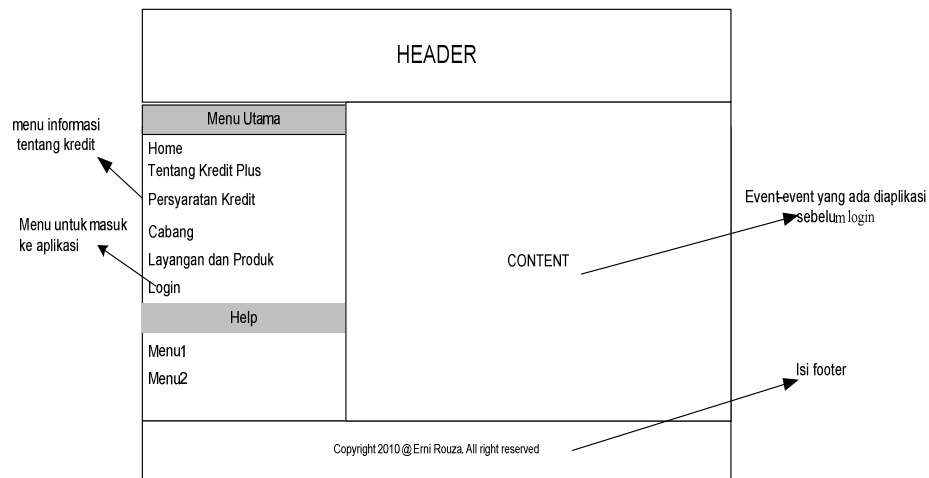 HEADER
menu informasi
tentang kredit
Menu untuk masuk
ke aplikasi
Menu Utama
Home
Tentang Kredit Plus
Persyaratan Kredit
Cabang
Layangan dan Produk
Login
Help
Menu1
Menu2
CONTENT
Event-event yang ada diaplikasi
sebelum login
Isi footer
Copyright 2010 @ Erni Rouza. All right reserved